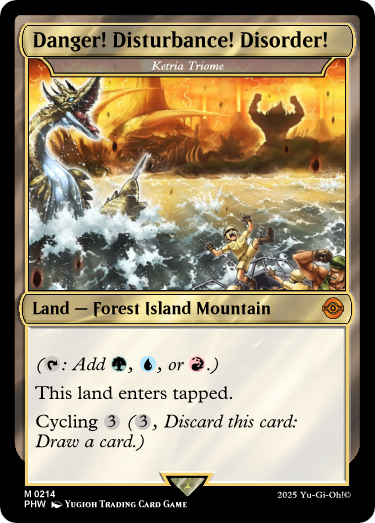 Danger! Disturbance! Disorder!
Ketria Triome
Land — Forest Island Mountain
(: Add , , or .)
This land enters tapped.
Cycling 3 (3, Discard this card:
Draw a card.)
M 0214
PHW Yugioh Trading Card Game
2025 Yu-Gi-Oh!©